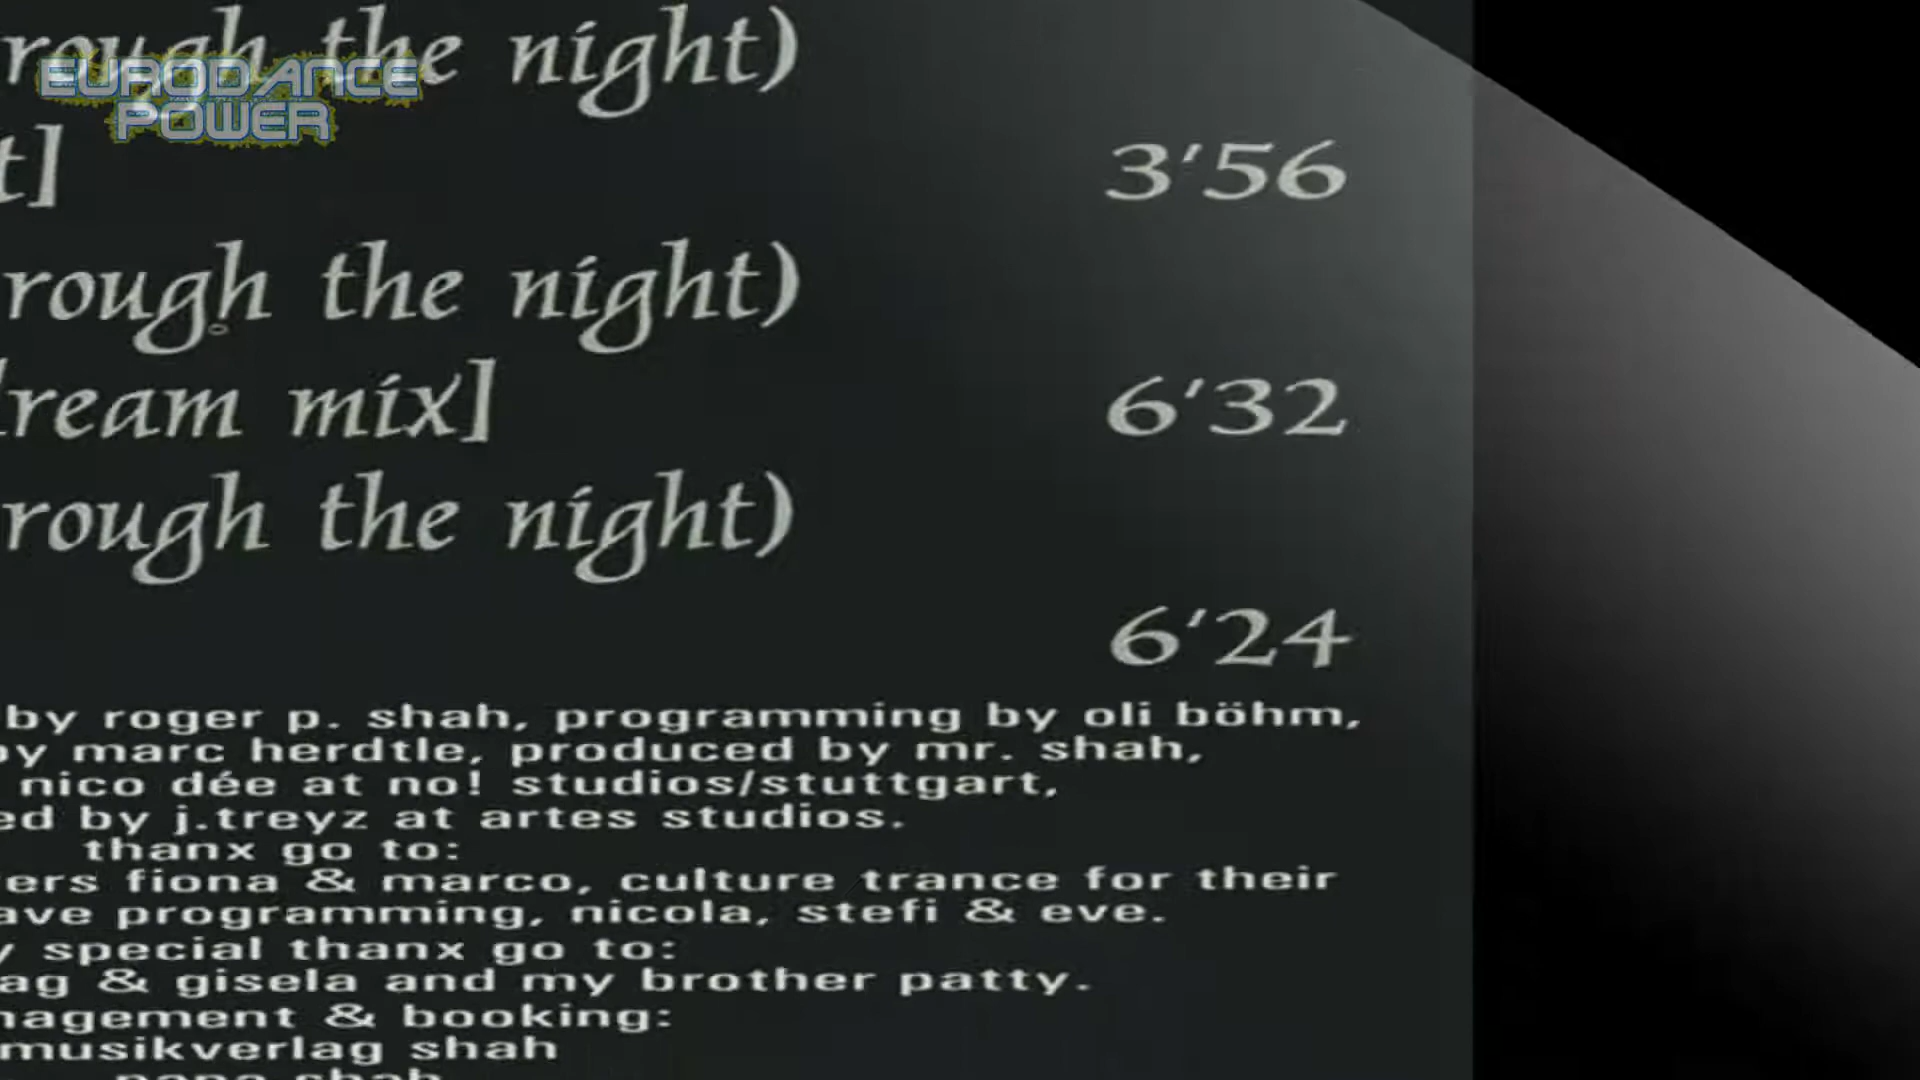 rough the night)
EURODANCE
POWER
t]
3'56
rough the night)
dream mix]
6'32
rough the night)
6'24
by roger p. shah, programming by oli böhm,
by marc herdtle, produced by mr. shah,
nico dée at no! studios/stuttgart,
ed by j.treyz at artes studios.
thanx go to:
ers fiona & marco, culture trance for their
ave programming, nicola, stefi & eve.
y special thanx go to:
ag & gisela and my brother patty.
nagement & booking:
musikverlag shah